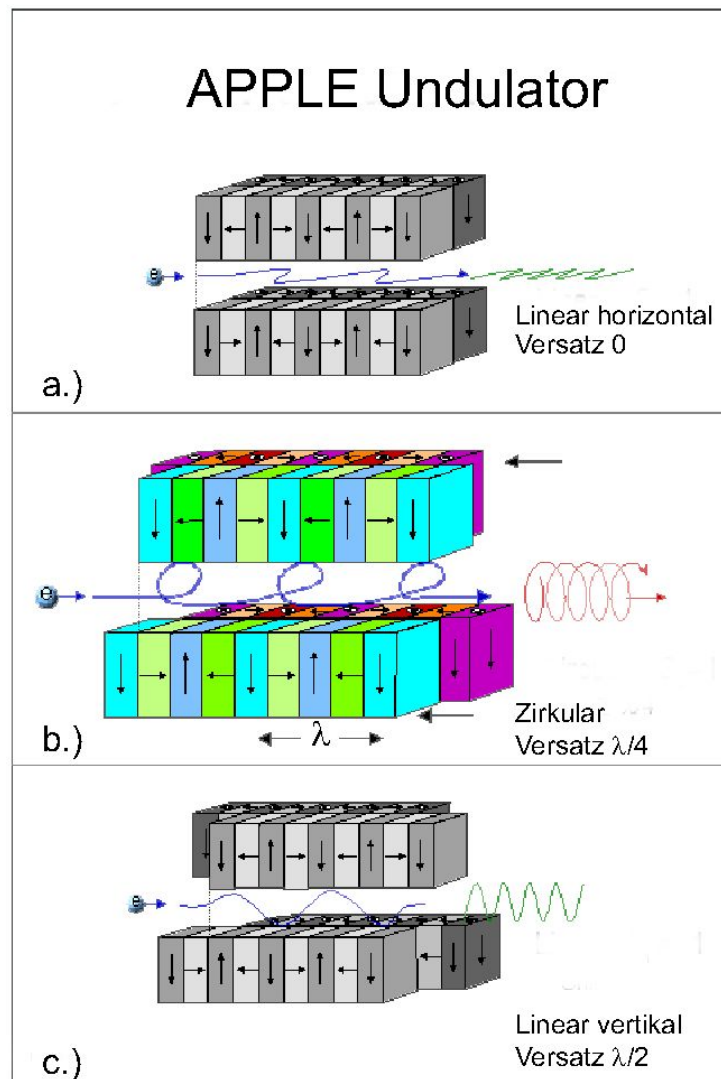 APPLE Undulator
e
Linear horizontal
Versatz 0
a.)
e
Zirkular
Versatz λ/4
b.)
λ
e
Linear vertikal
Versatz λ/2
c.)